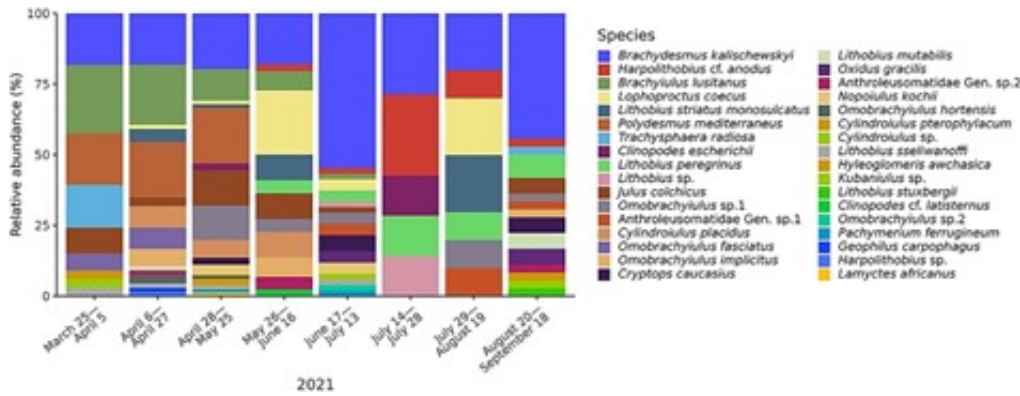 100
75
50
25
0
Relative abundance (%)
March 25—
April 5
April 6—
April 27
April 28—
May 25
May 26—
June 16
June 17—
July 13
July 14—
July 28
July 29—
August 19
August 20—
September 18
2021
Species
Brachydesmus kalischewskyi
Harpolithobius cf. anodus
Brachyiulus lusitanus
Lophoproctus coecus
Lithobius striatus monosulcatus
Polydesmus mediterraneus
Trachysphaera radiosa
Clinopodes escherichii
Lithobius peregrinus
Lithobius sp.
Julus colchicus
Omobrachyiulus sp.1
Anthroleusomatidae Gen. sp.1
Cylindroiulus placidus
Omobrachyiulus fasciatus
Omobrachyiulus implicitus
Cryptops caucasius
Lithobius mutabilis
Oxidus gracilis
Anthroleusomatidae Gen. sp.2
Nopoiulus kochii
Omobrachyiulus hortensis
Cylindroiulus pterophylacum
Cylindroiulus sp.
Lithobius sseliwanoffi
Hyleoglomeris awchasica
Kubaniulus sp.
Lithobius stuxbergii
Clinopodes cf. latisternus
Omobrachyiulus sp.2
Pachymerium ferrugineum
Geophilus carpophagus
Harpolithobius sp.
Lamyctes africanus